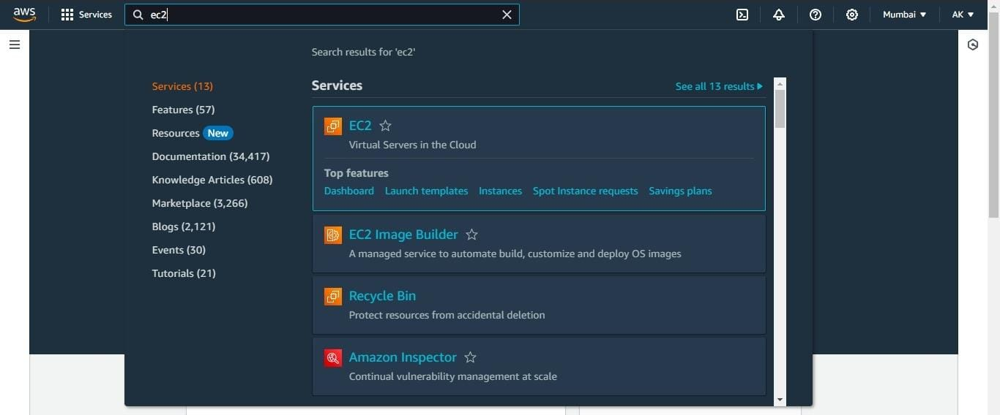 aws
Services
ec2
Mumbai
AK
Search results for 'ec2'
Services (13)
Features (57)
Resources New
Documentation (34,417)
Knowledge Articles (608)
Marketplace (3,266)
Blogs (2,121)
Events (30)
Tutorials (21)
Services
See all 13 results
EC2
Virtual Servers in the Cloud
Top features
Dashboard Launch templates Instances Spot Instance requests Savings plans
EC2 Image Builder
A managed service to automate build, customize and deploy OS images
Recycle Bin
Protect resources from accidental deletion
Amazon Inspector
Continual vulnerability management at scale